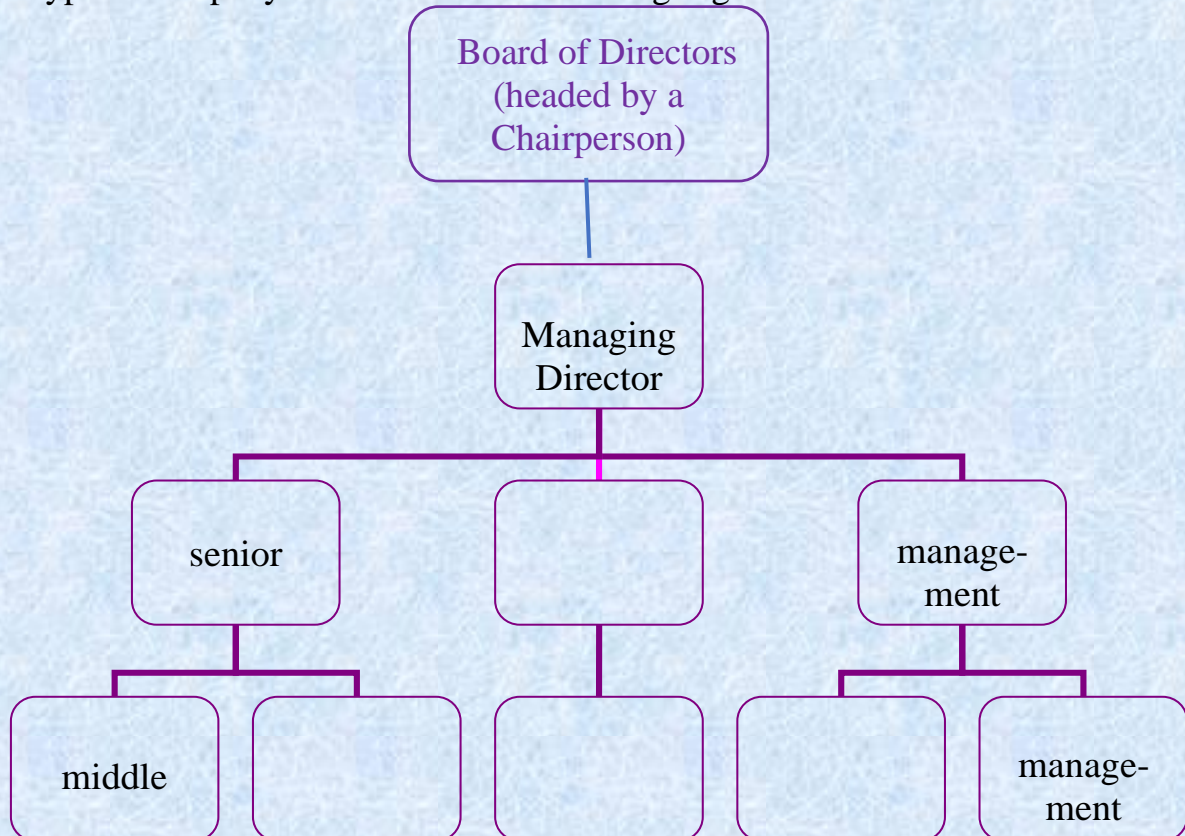 Board of Directors
(headed by a
Chairperson)
Managing
Director
senior
manage-
ment
middle
manage-
ment